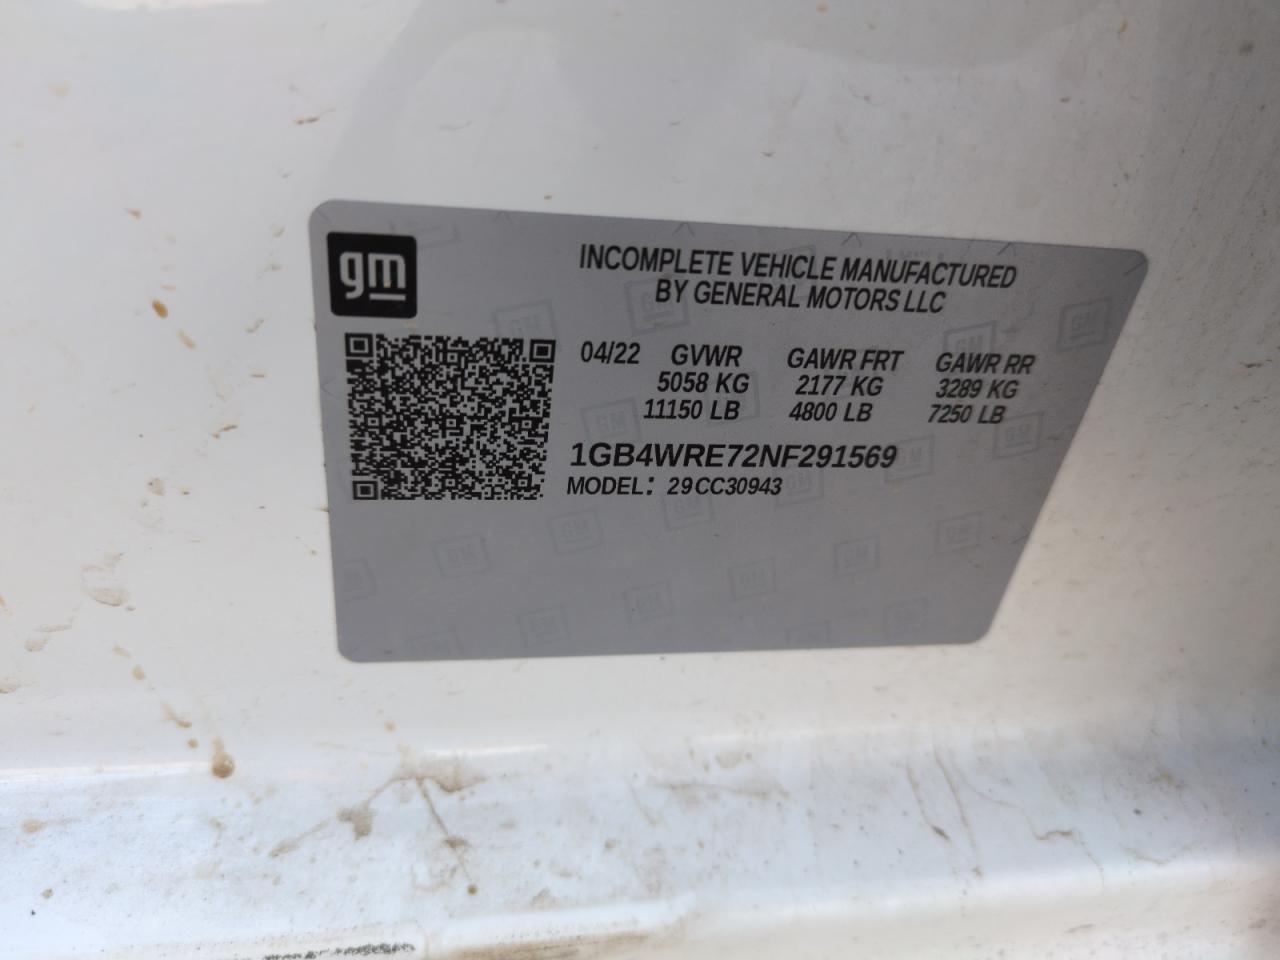 gm
INCOMPLETE VEHICLE MANUFACTURED
BY GENERAL MOTORS LLC
04/22 GVWR GAWR FRT GAWR RR
5058 KG 2177 KG 3289 KG
11150 LB 4800 LB 7250 LB
1GB4WRE72NF291569
MODEL: 29CC30943